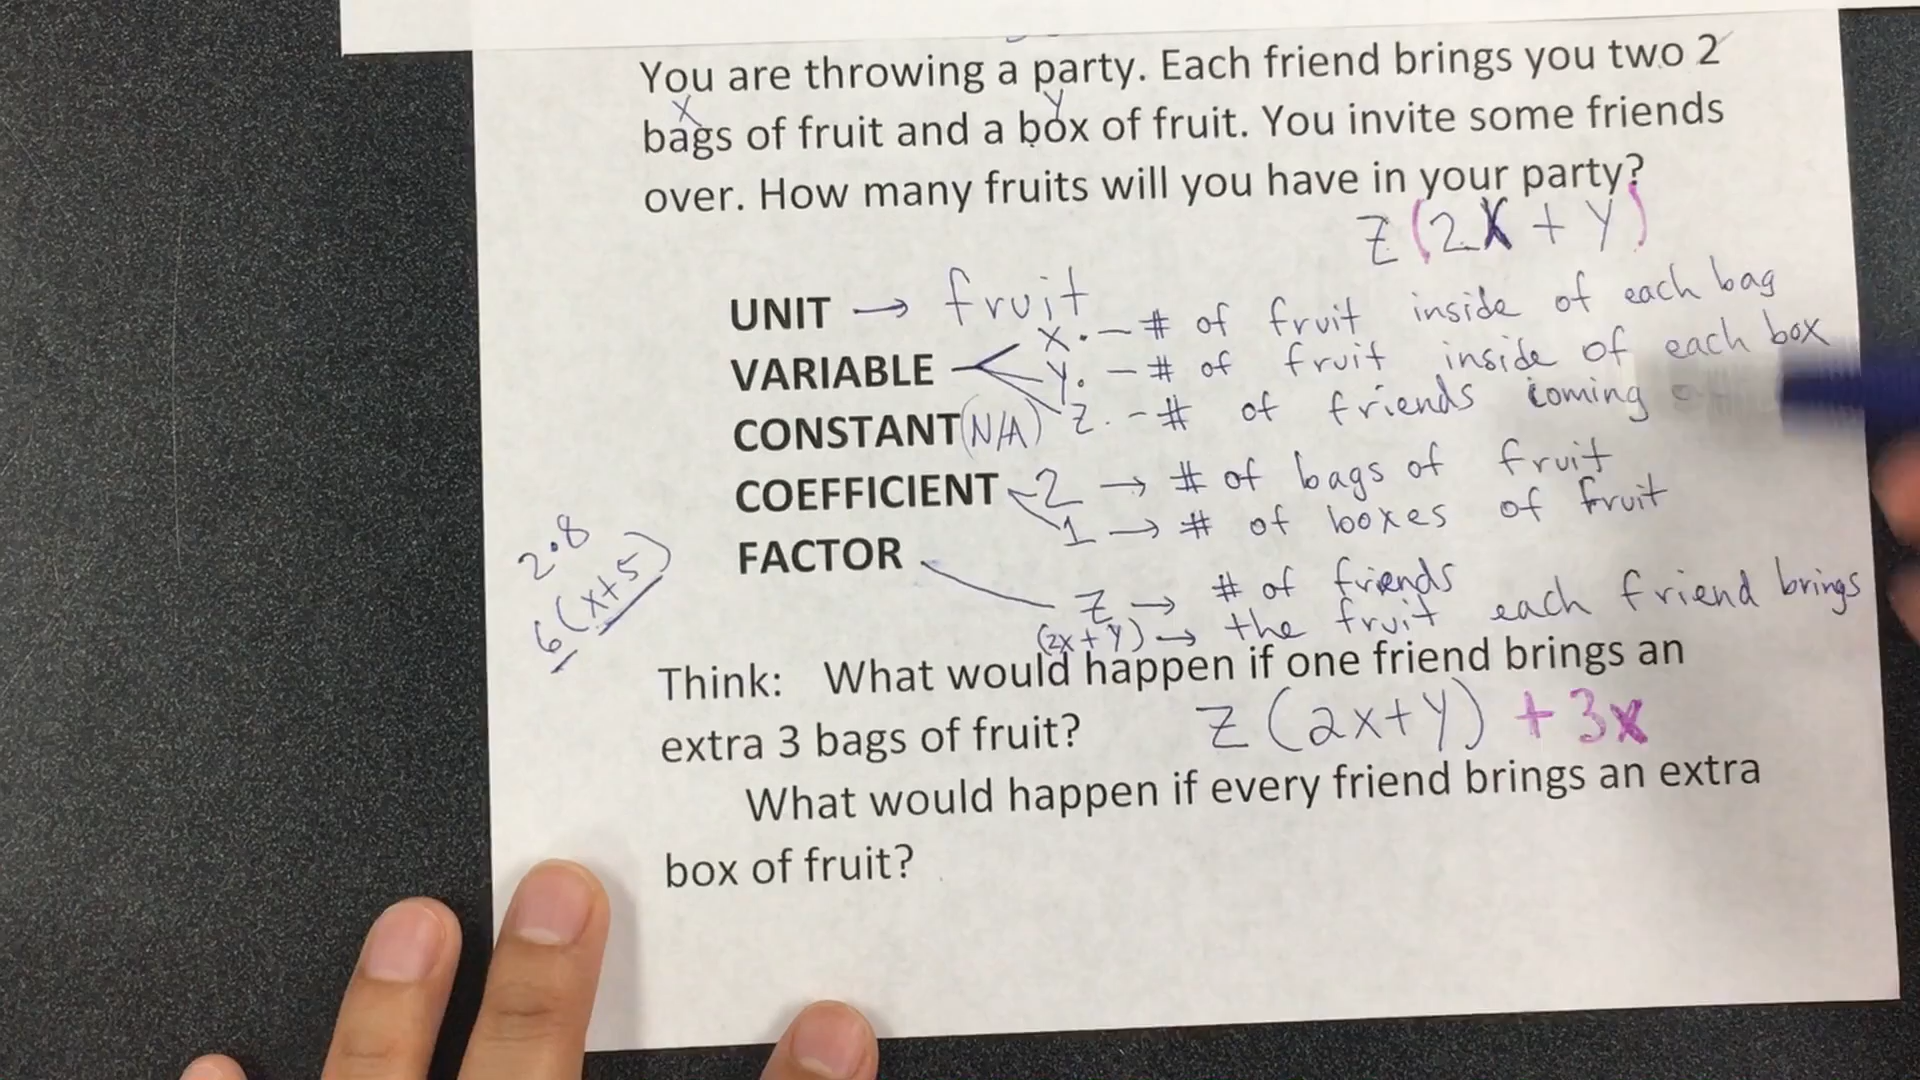 You are throwing a party. Each friend brings you two 2
x y
bags of fruit and a box of fruit. You invite some friends
over. How many fruits will you have in your party?
z(2x + y)
UNIT → fruit
x. – # of fruit inside of each bag
VARIABLE y. – # of fruit inside of each box
CONSTANT (N/A) z. – # of friends coming
COEFFICIENT 2 → # of bags of fruit
1 → # of boxes of fruit
2•8
6(x+5)
FACTOR z → # of friends
(2x+y) → the fruit each friend brings
Think: What would happen if one friend brings an
extra 3 bags of fruit? z(2x+y) + 3x
What would happen if every friend brings an extra
box of fruit?